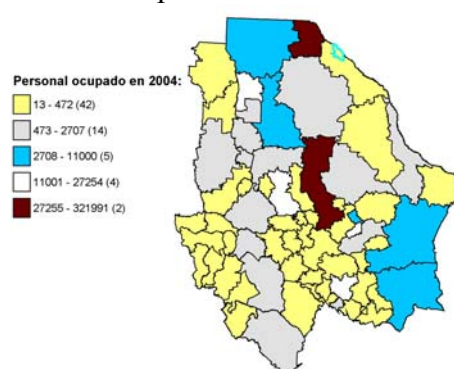 Personal ocupado en 2004:
13 - 472 (42)
473 - 2707 (14)
2708 - 11000 (5)
11001 - 27254 (4)
27255 - 321991 (2)